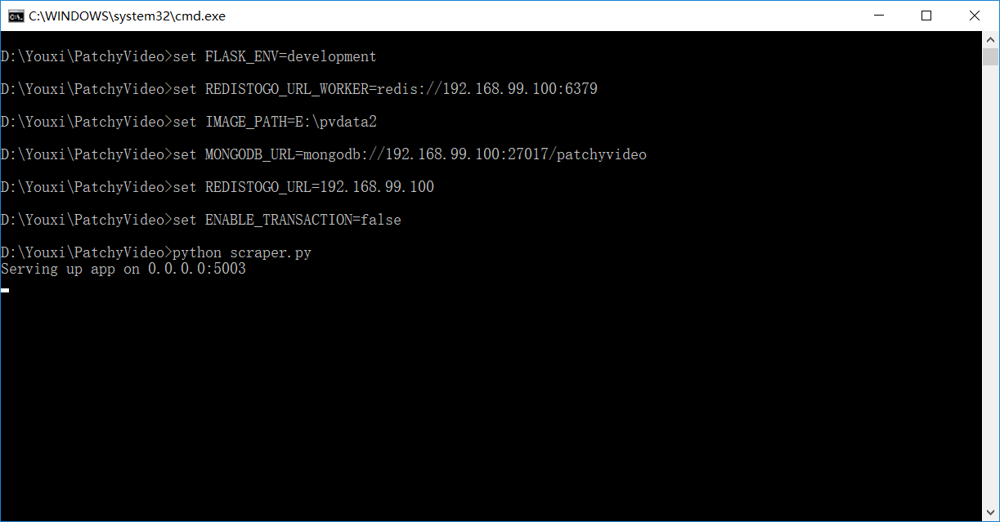 C:\WINDOWS\system32\cmd.exe
D:\Youxi\PatchyVideo>set FLASK_ENV=development
D:\Youxi\PatchyVideo>set REDISTOGO_URL_WORKER=redis://192.168.99.100:6379
D:\Youxi\PatchyVideo>set IMAGE_PATH=E:\pvdata2
D:\Youxi\PatchyVideo>set MONGODB_URL=mongodb://192.168.99.100:27017/patchyvideo
D:\Youxi\PatchyVideo>set REDISTOGO_URL=192.168.99.100
D:\Youxi\PatchyVideo>set ENABLE_TRANSACTION=false
D:\Youxi\PatchyVideo>python scraper.py
Serving up app on 0.0.0.0:5003